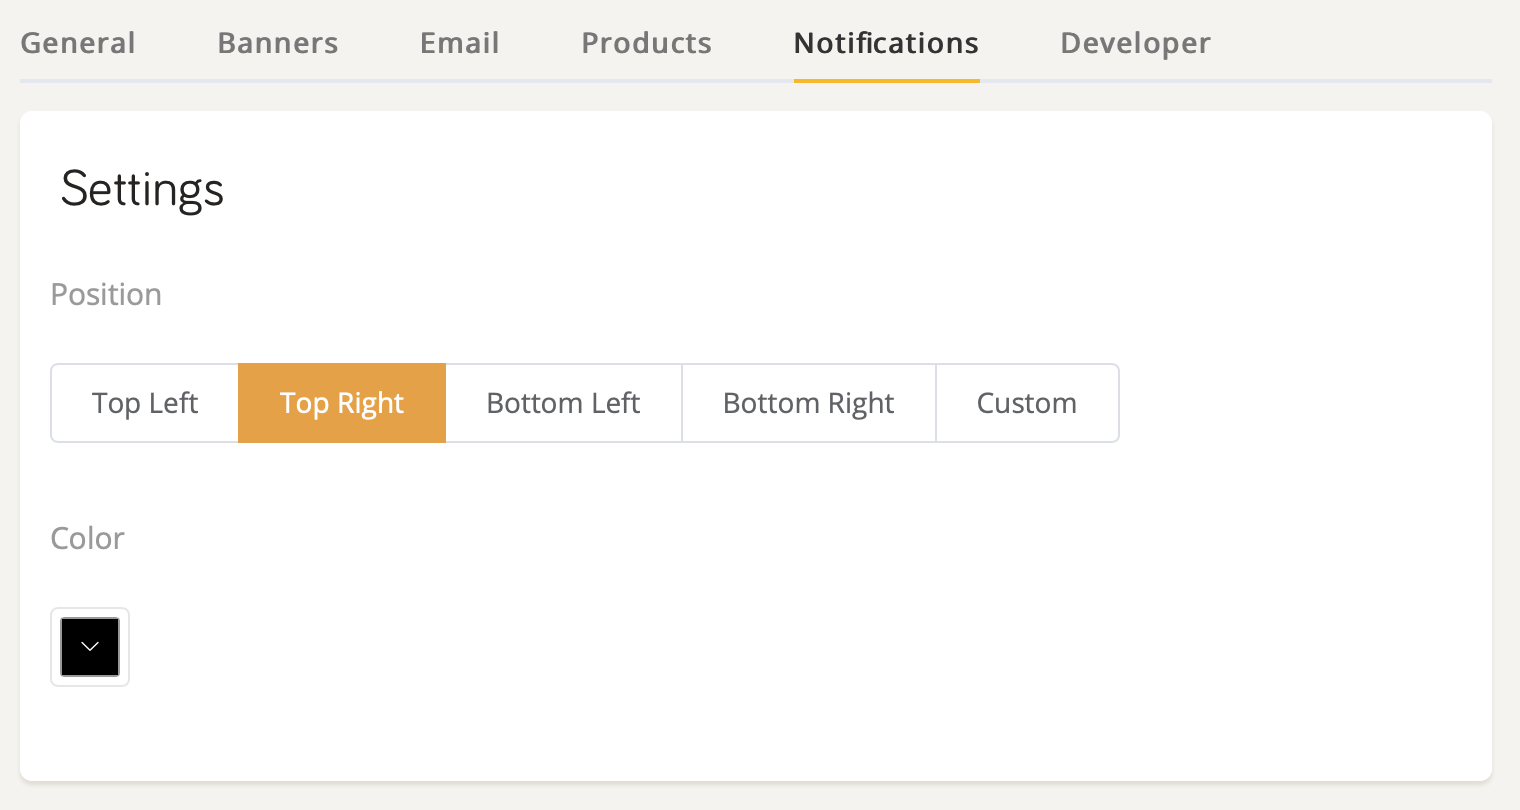 General Banners Email Products Notifications Developer
Settings
Position
Top Left Top Right Bottom Left Bottom Right Custom
Color